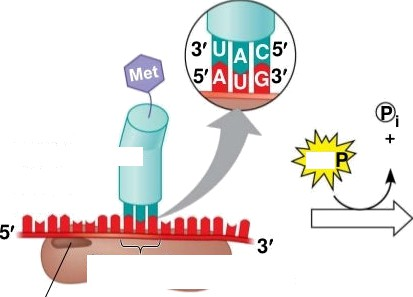 3′ U A C 5′
5′ A U G 3′
Met
P i
+
P
5′
3′